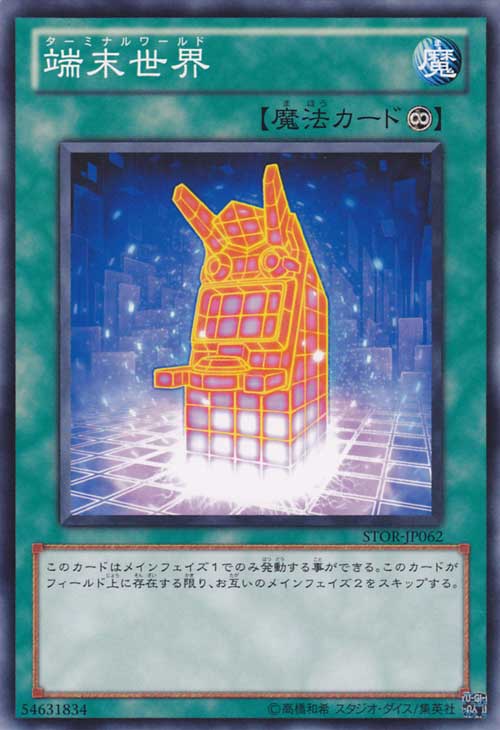 ターミナルワールド
端末世界
魔
【魔法カード】
まほう
STOR-JP062
このカードはメインフェイズ１でのみ発動する事ができる。このカードが
フィールド上に存在する限り、お互いのメインフェイズ２をスキップする。
54631834
©高橋和希 スタジオ・ダイス/集英社